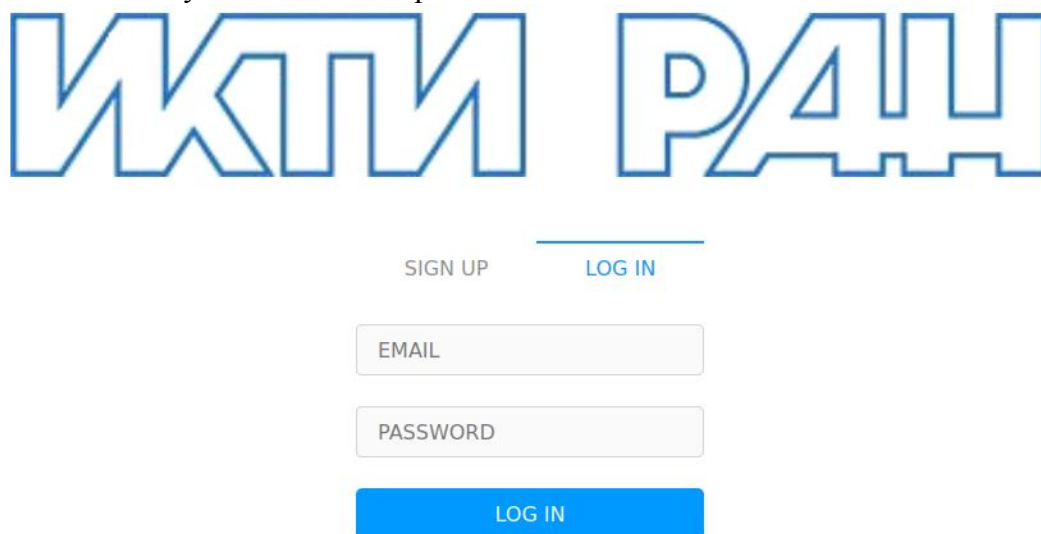 ИКТИ РАН
SIGN UP LOG IN
EMAIL
PASSWORD
LOG IN